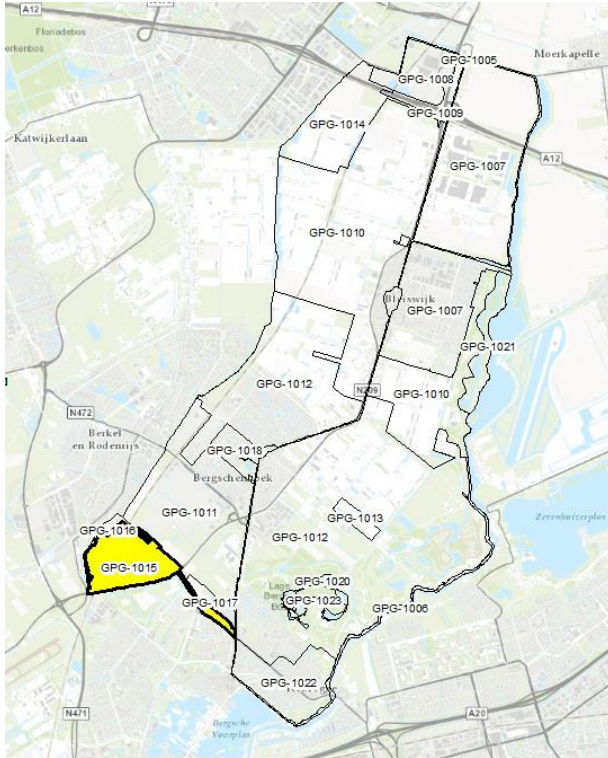 A12
Floriadebos
GPG-1005
Moerkapelle
GPG-1008
GPG-1009
GPG-1014
Katwijkerlaan
A12
GPG-1007
GPG-1010
Bleiswijk
GPG-1007
GPG-1021
GPG-1012
N209
GPG-1010
N472
Berkel
en Rodenrijs
GPG-1018
Bergschenhoek
GPG-1011
GPG-1013
Zevenhuizerplas
GPG-1016
GPG-1012
GPG-1015
GPG-1020
GPG-1017
GPG-1023
GPG-1006
GPG-1022
N471
A20
Bergsche
Voorplas